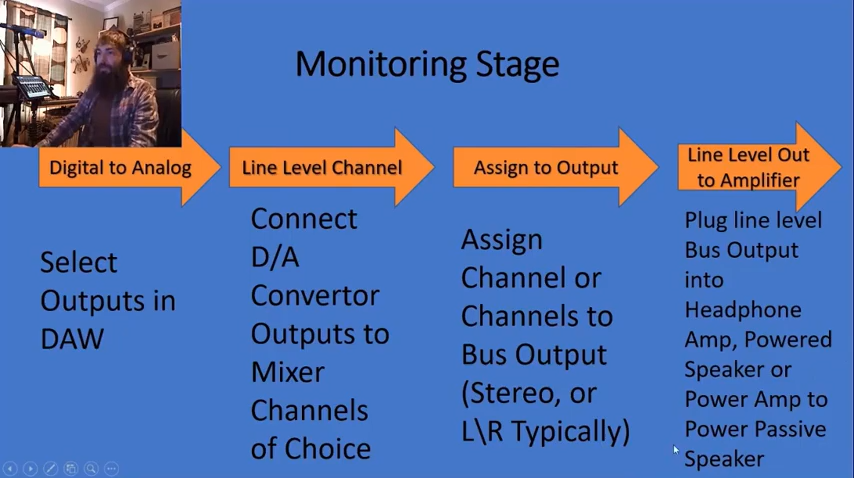 Monitoring Stage
Digital to Analog
Line Level Channel
Assign to Output
Line Level Out
to Amplifier
Select
Outputs in
DAW
Connect
D/A
Convertor
Outputs to
Mixer
Channels
of Choice
Assign
Channel or
Channels to
Bus Output
(Stereo, or
L\R Typically)
Plug line level
Bus Output
into
Headphone
Amp, Powered
Speaker or
Power Amp to
Power Passive
Speaker